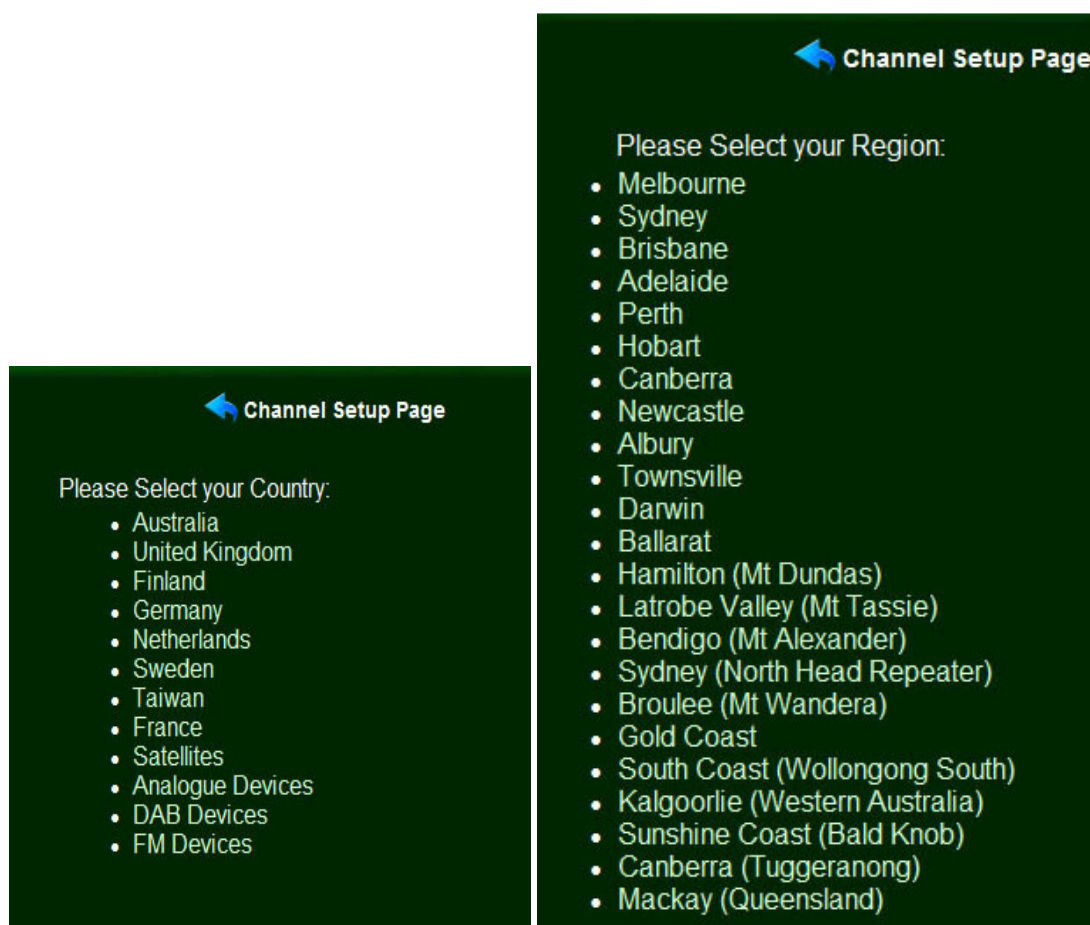 Channel Setup Page
Please Select your Country:
Australia
United Kingdom
Finland
Germany
Netherlands
Sweden
Taiwan
France
Satellites
Analogue Devices
DAB Devices
FM Devices
Channel Setup Page
Please Select your Region:
Melbourne
Sydney
Brisbane
Adelaide
Perth
Hobart
Canberra
Newcastle
Albury
Townsville
Darwin
Ballarat
Hamilton (Mt Dundas)
Latrobe Valley (Mt Tassie)
Bendigo (Mt Alexander)
Sydney (North Head Repeater)
Broulee (Mt Wandera)
Gold Coast
South Coast (Wollongong South)
Kalgoorlie (Western Australia)
Sunshine Coast (Bald Knob)
Canberra (Tuggeranong)
Mackay (Queensland)